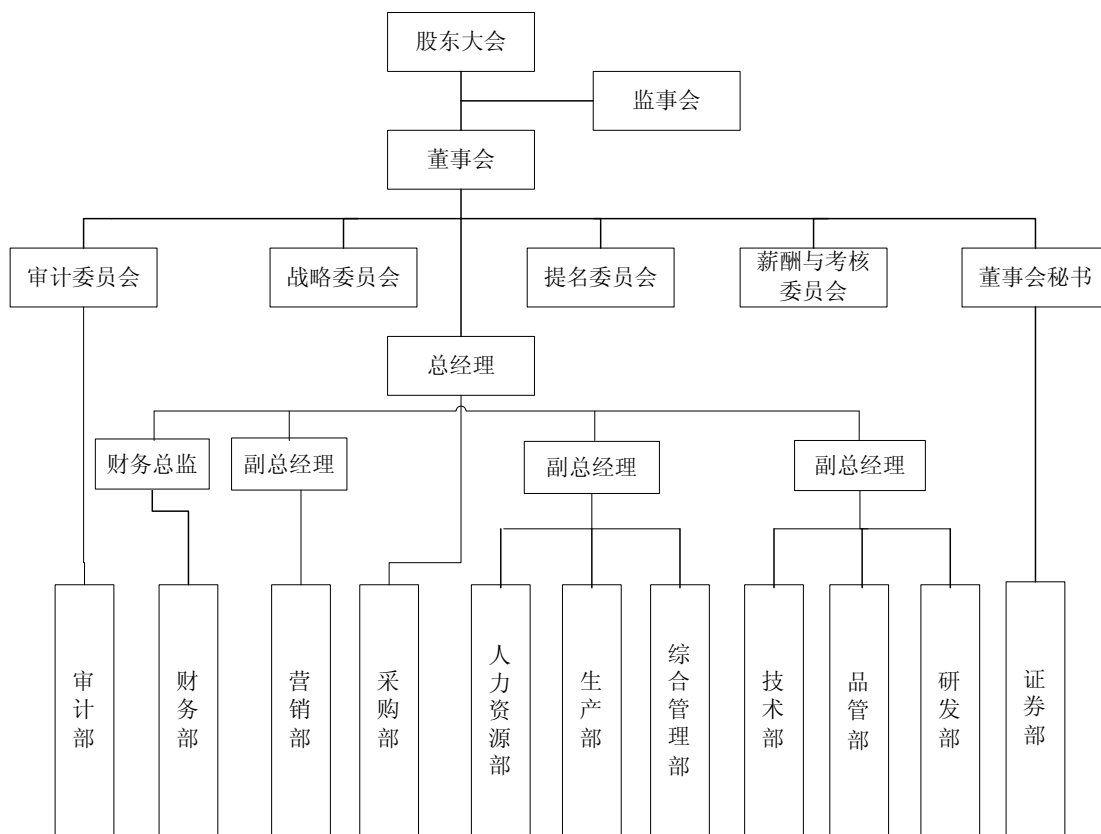 股东大会
监事会
董事会
审计委员会
战略委员会
提名委员会
薪酬与考核
委员会
董事会秘书
总经理
财务总监
副总经理
副总经理
副总经理
审计部
财务部
营销部
采购部
人力资源部
生产部
综合管理部
技术部
品管部
研发部
证券部